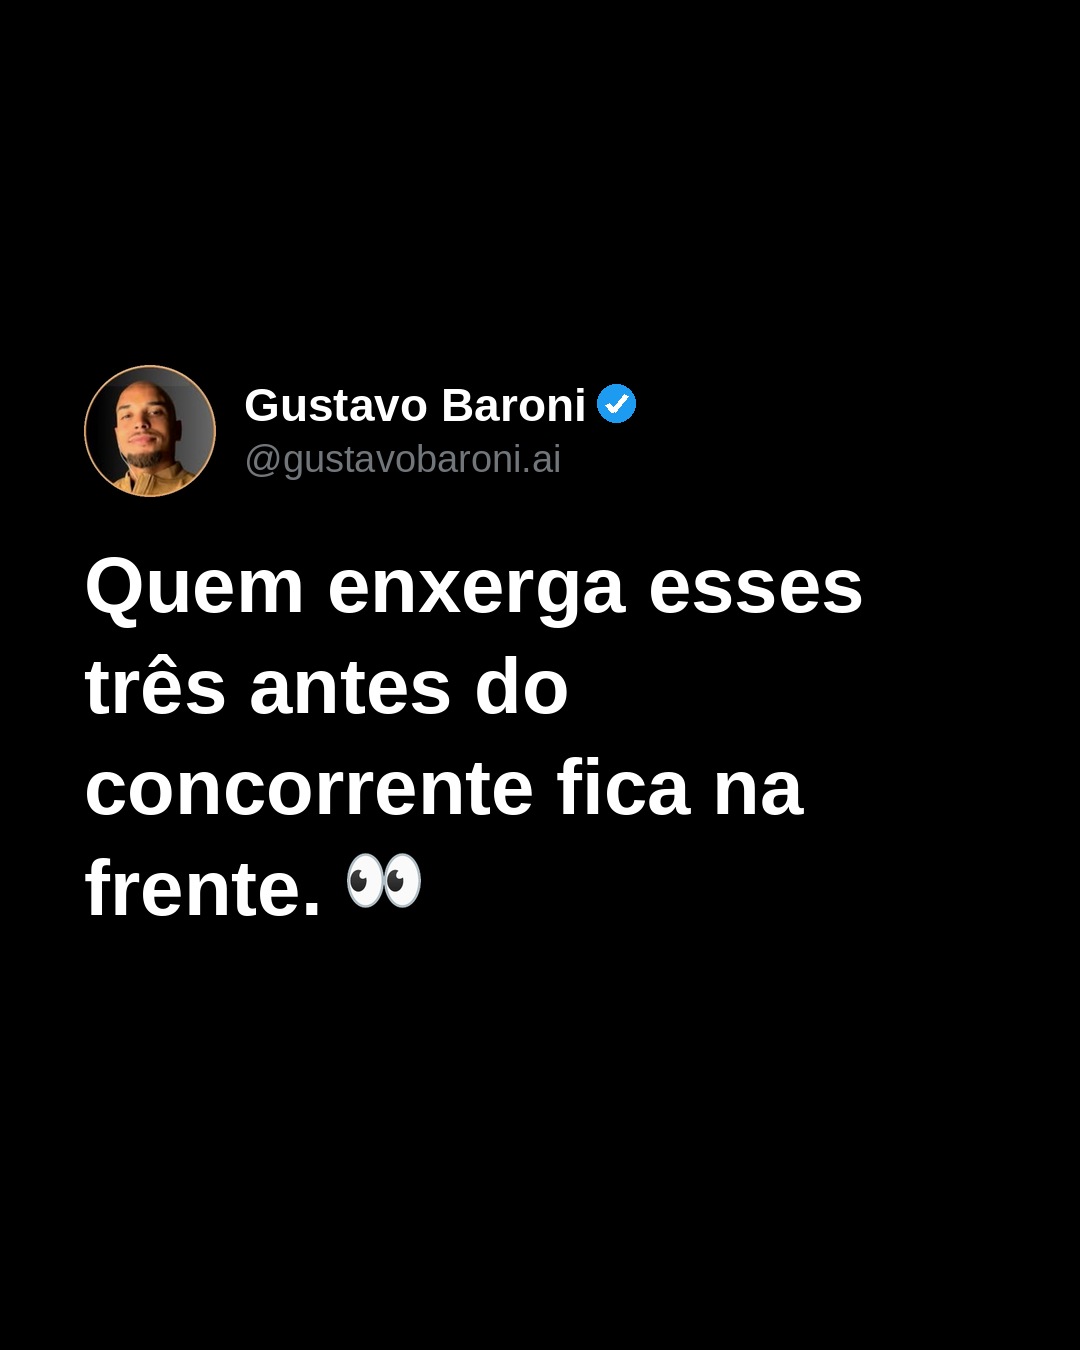 Gustavo Baroni
@gustavobaroni.ai
Quem enxerga esses
três antes do
concorrente fica na
frente. 👀